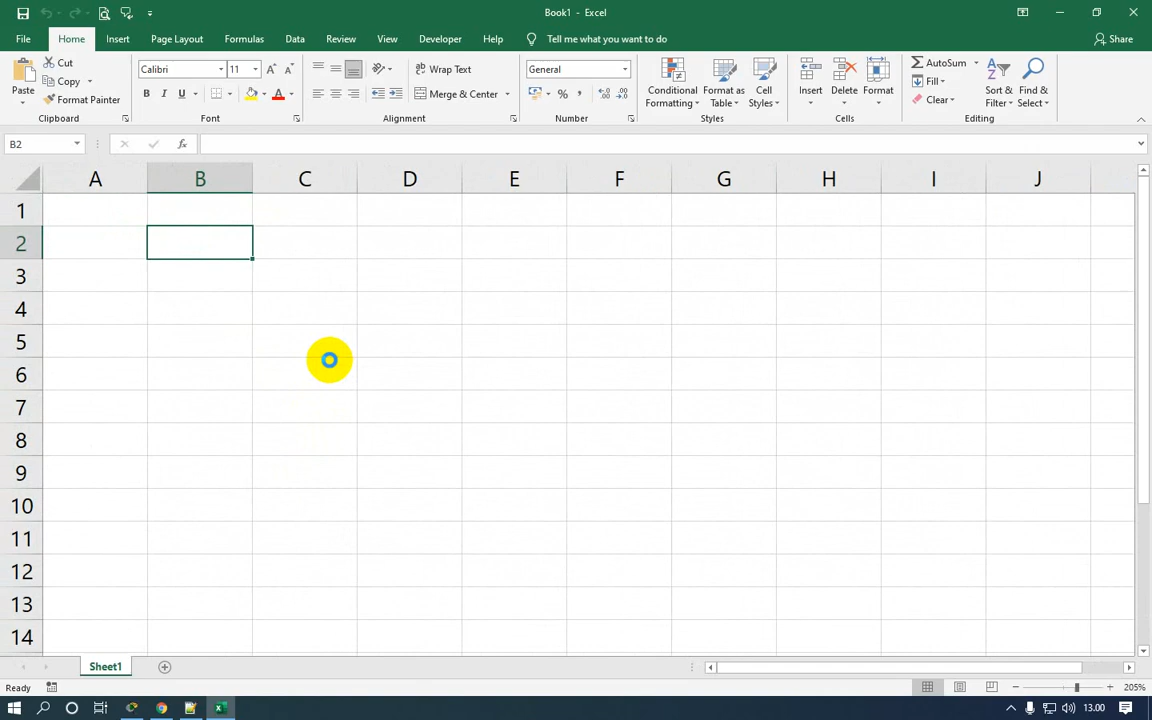 Book1 - Excel
File Home Insert Page Layout Formulas Data Review View Developer Help Tell me what you want to do Share
Paste
Cut
Copy
Format Painter
Clipboard
Calibri 11
B I U
A
Font
Wrap Text
Merge & Center
Alignment
General
%
Number
Conditional Formatting
Format as Table
Cell Styles
Styles
Insert
Delete
Format
Cells
AutoSum
Fill
Clear
Sort & Filter
Find & Select
Editing
B2 fx
A B C D E F G H I J
1
2
3
4
5
6
7
8
9
10
11
12
13
14
Sheet1
Ready 205%
13.00